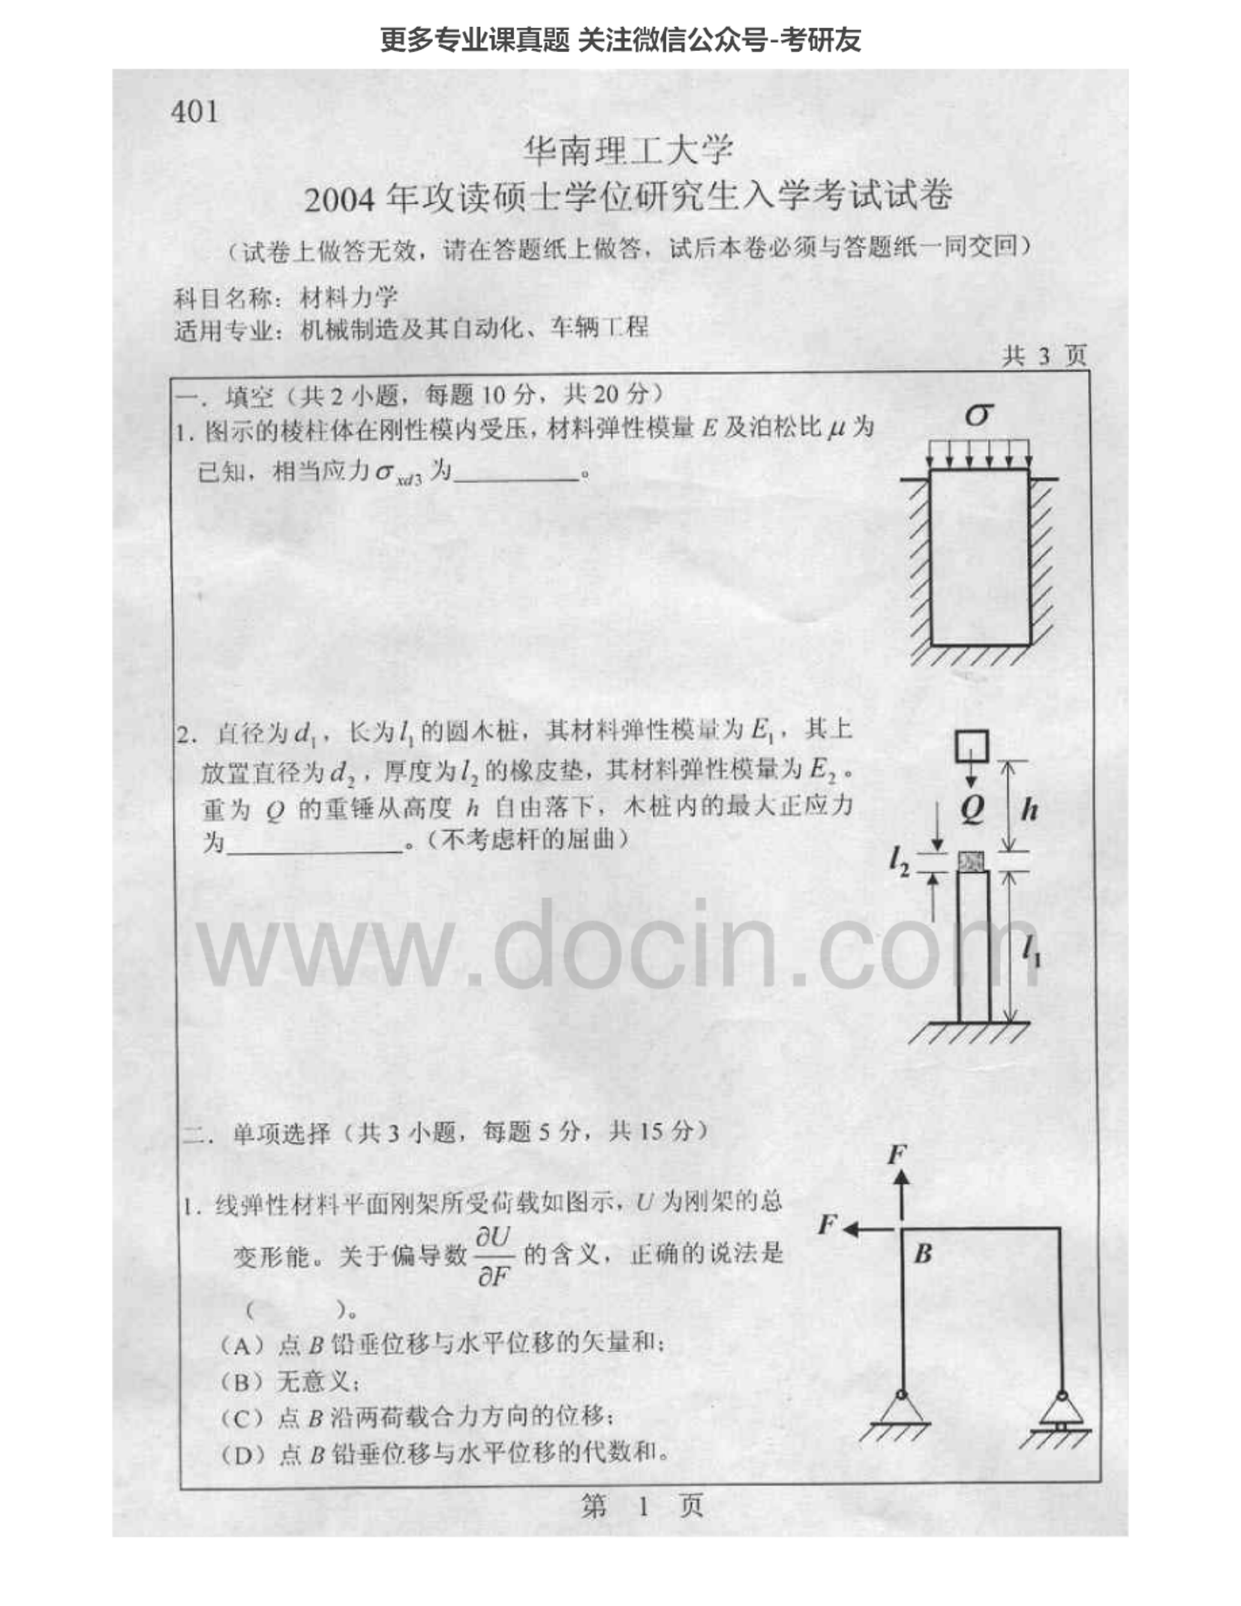 更多专业课真题 关注微信公众号-考研友
401
华南理工大学
2004 年攻读硕士学位研究生入学考试试卷
（试卷上做答无效，请在答题纸上做答，试后本卷必须与答题纸一同交回）
科目名称：材料力学
适用专业：机械制造及其自动化、车辆工程
共 3 页
一．填空（共 2 小题，每题 10 分，共 20 分）
1. 图示的棱柱体在刚性模内受压，材料弹性模量 E 及泊松比 μ 为
已知，相当应力 σxd3 为__________。
σ
2．直径为 d1，长为 l1 的圆木桩，其材料弹性模量为 E1，其上
放置直径为 d2，厚度为 l2 的橡皮垫，其材料弹性模量为 E2。
重为 Q 的重锤从高度 h 自由落下，木桩内的最大正应力
为______________。（不考虑杆的屈曲）
Q
h
l2
l1
www.docin.com
二．单项选择（共 3 小题，每题 5 分，共 15 分）
1. 线弹性材料平面刚架所受荷载如图示，U 为刚架的总
变形能。关于偏导数 ∂U/∂F 的含义，正确的说法是
（　　）。
（A）点 B 铅垂位移与水平位移的矢量和；
（B）无意义；
（C）点 B 沿两荷载合力方向的位移；
（D）点 B 铅垂位移与水平位移的代数和。
F
F
B
第 1 页